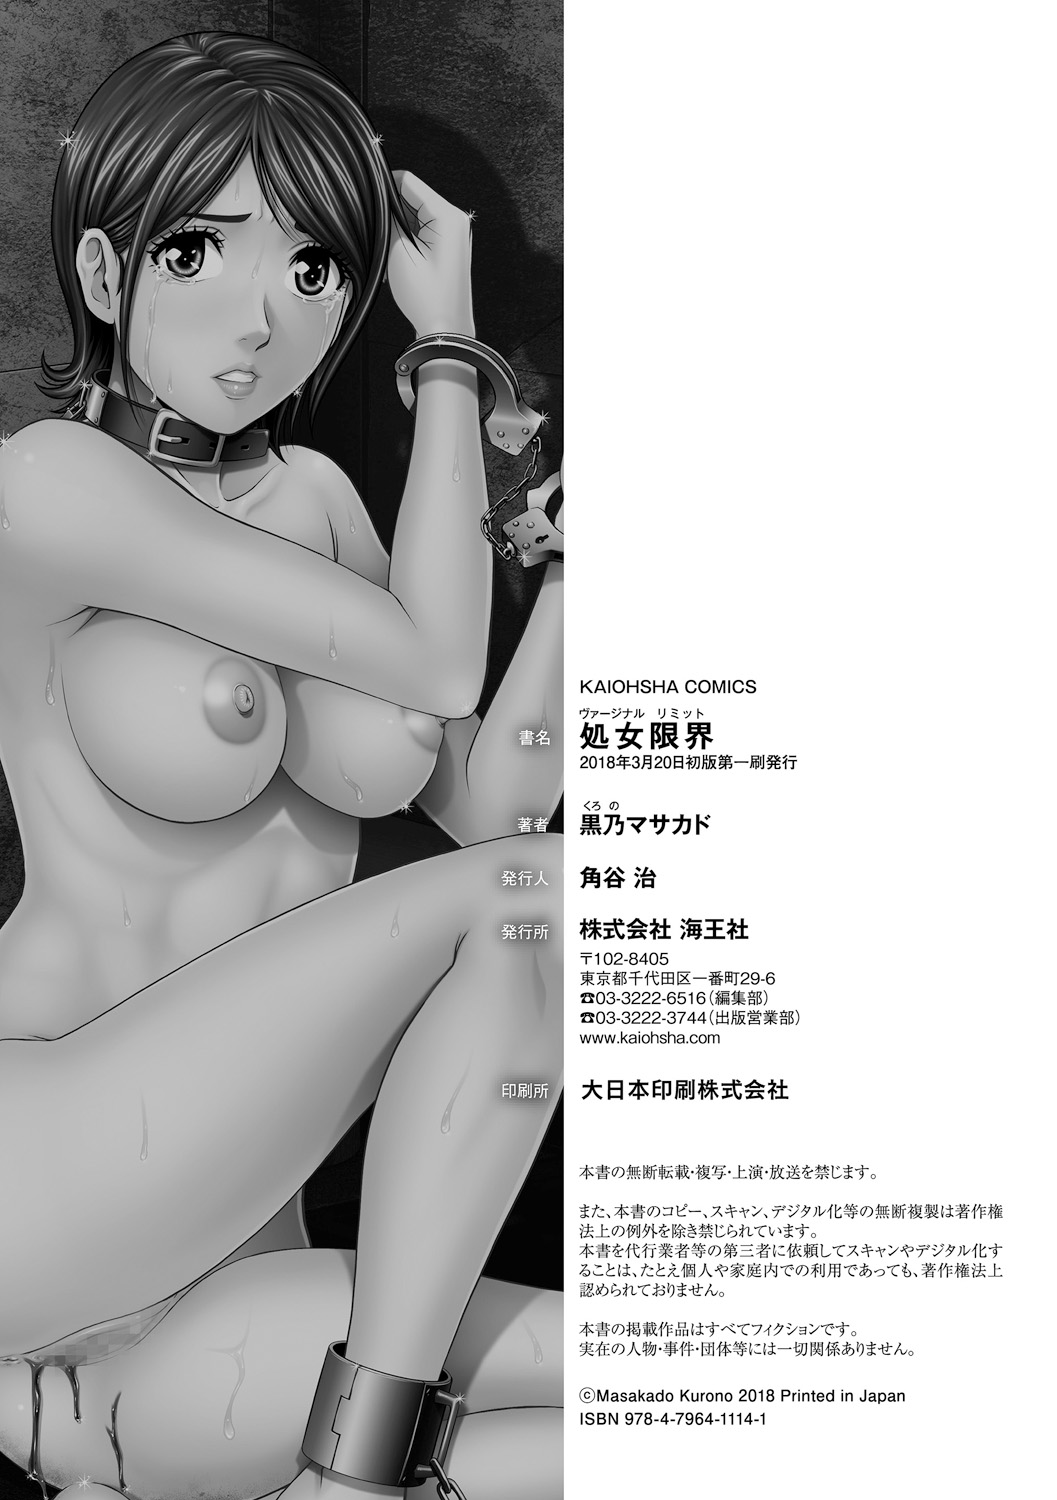 KAIOHSHA COMICS
ヴァージナル リミット
書名 処女限界
2018年3月20日初版第一刷発行
くろ の
著者 黒乃マサカド
発行人 角谷 治
発行所 株式会社 海王社
〒102-8405
東京都千代田区一番町29-6
☎03-3222-6516（編集部）
☎03-3222-3744（出版営業部）
www.kaiohsha.com
印刷所 大日本印刷株式会社
本書の無断転載・複写・上演・放送を禁じます。
また、本書のコピー、スキャン、デジタル化等の無断複製は著作権
法上の例外を除き禁じられています。
本書を代行業者等の第三者に依頼してスキャンやデジタル化す
ることは、たとえ個人や家庭内での利用であっても、著作権法上
認められておりません。
本書の掲載作品はすべてフィクションです。
実在の人物・事件・団体等には一切関係ありません。
©Masakado Kurono 2018 Printed in Japan
ISBN 978-4-7964-1114-1